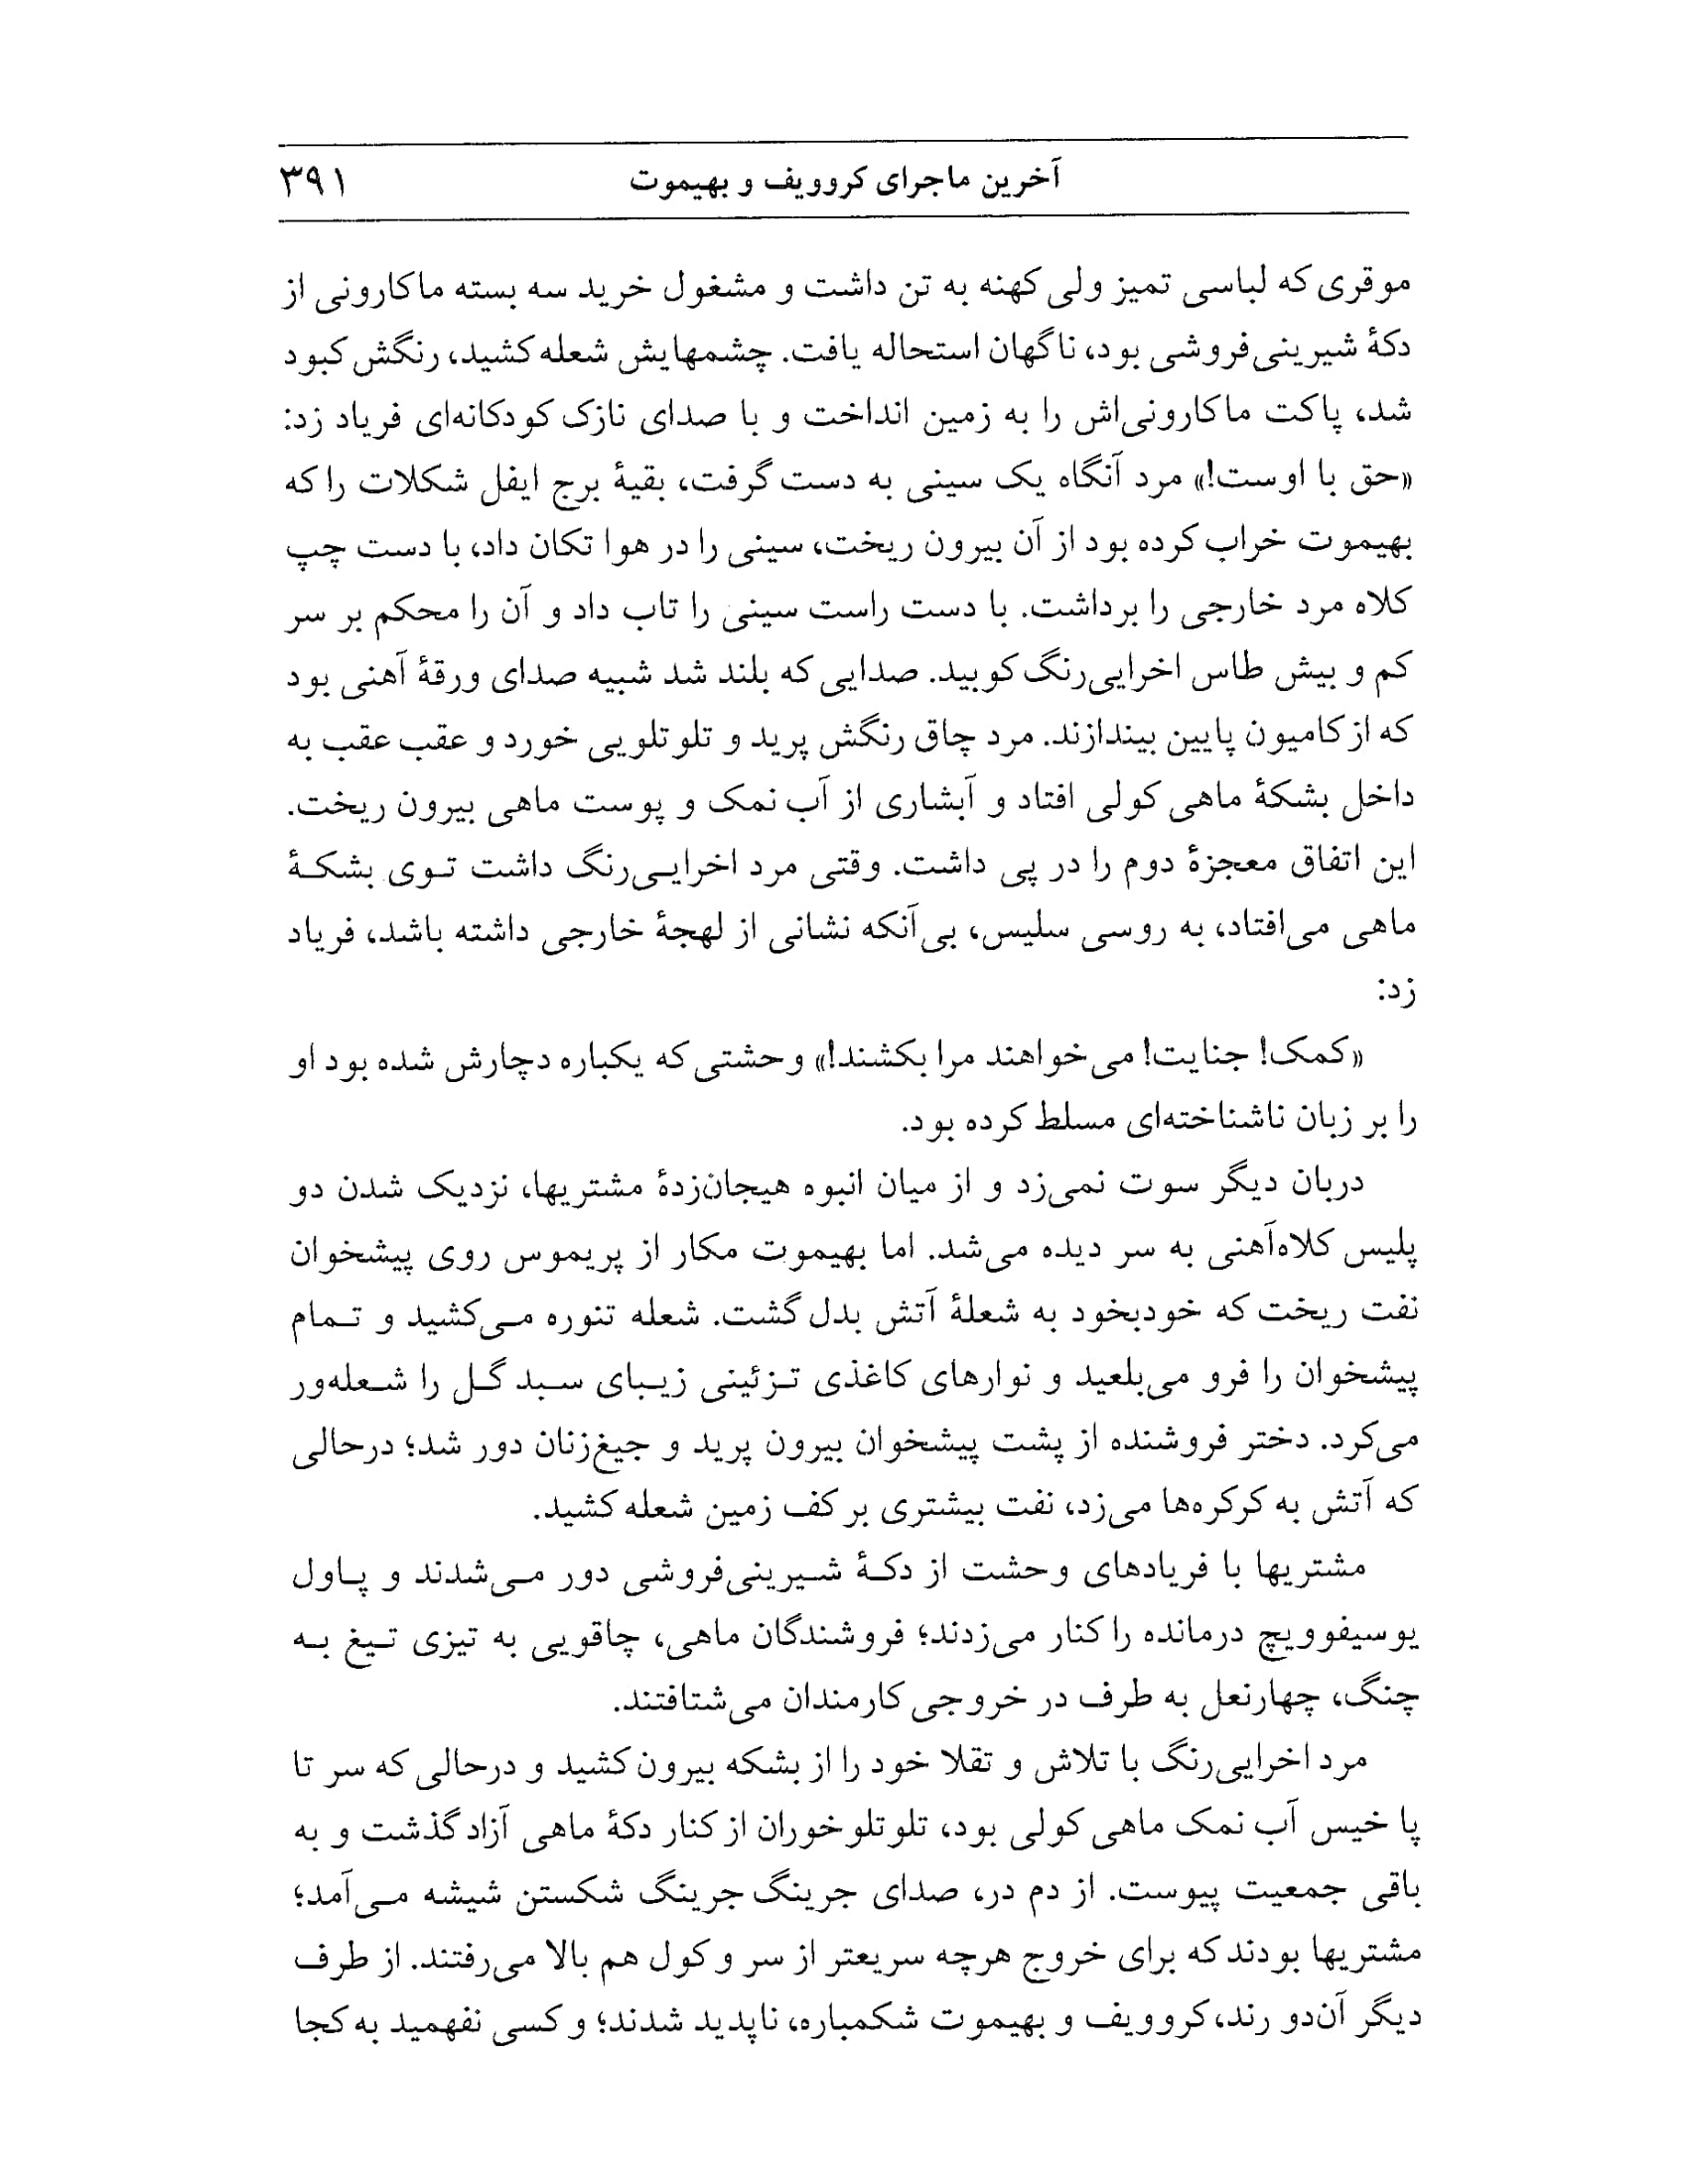 آخرین ماجرای کروویف و بهیموت ۳۹۱
موقری که لباسی تمیز ولی کهنه به تن داشت و مشغول خرید سه بسته ماکارونی از
دکهٔ شیرینی‌فروشی بود، ناگهان استحاله یافت. چشمهایش شعله کشید، رنگش کبود
شد، پاکت ماکارونی‌اش را به زمین انداخت و با صدای نازک کودکانه‌ای فریاد زد:
«حق با اوست!» مرد آنگاه یک سینی به دست گرفت، بقیهٔ برج ایفل شکلات را که
بهیموت خراب کرده بود از آن بیرون ریخت، سینی را در هوا تکان داد، با دست چپ
کلاه مرد خارجی را برداشت. با دست راست سینی را تاب داد و آن را محکم بر سر
کم و بیش طاس اخرایی‌رنگ کوبید. صدایی که بلند شد شبیه صدای ورقهٔ آهنی بود
که از کامیون پایین بیندازند. مرد چاق رنگش پرید و تلوتلویی خورد و عقب عقب به
داخل بشکهٔ ماهی کولی افتاد و آبشاری از آب نمک و پوست ماهی بیرون ریخت.
این اتفاق معجزهٔ دوم را در پی داشت. وقتی مرد اخرایی‌رنگ داشت توی بشکهٔ
ماهی می‌افتاد، به روسی سلیس، بی‌آنکه نشانی از لهجهٔ خارجی داشته باشد، فریاد
زد:
«کمک! جنایت! می‌خواهند مرا بکشند!» وحشتی که یکباره دچارش شده بود او
را بر زبان ناشناخته‌ای مسلط کرده بود.
دربان دیگر سوت نمی‌زد و از میان انبوه هیجان‌زدهٔ مشتریها، نزدیک شدن دو
پلیس کلاه‌آهنی به سر دیده می‌شد. اما بهیموت مکار از پریموس روی پیشخوان
نفت ریخت که خودبخود به شعلهٔ آتش بدل گشت. شعله تنوره می‌کشید و تمام
پیشخوان را فرو می‌بلعید و نوارهای کاغذی تزئینی زیبای سبد گل را شعله‌ور
می‌کرد. دختر فروشنده از پشت پیشخوان بیرون پرید و جیغ‌زنان دور شد؛ درحالی
که آتش به کرکره‌ها می‌زد، نفت بیشتری بر کف زمین شعله کشید.
مشتریها با فریادهای وحشت از دکهٔ شیرینی‌فروشی دور می‌شدند و پاول
یوسیفوویچ درمانده را کنار می‌زدند؛ فروشندگان ماهی، چاقویی به تیزی تیغ به
چنگ، چهارنعل به طرف در خروجی کارمندان می‌شتافتند.
مرد اخرایی‌رنگ با تلاش و تقلا خود را از بشکه بیرون کشید و درحالی که سر تا
پا خیس آب نمک ماهی کولی بود، تلوتلوخوران از کنار دکهٔ ماهی آزاد گذشت و به
باقی جمعیت پیوست. از دم در، صدای جرینگ جرینگ شکستن شیشه می‌آمد؛
مشتریها بودند که برای خروج هرچه سریعتر از سر و کول هم بالا می‌رفتند. از طرف
دیگر آن‌دو رند، کروویف و بهیموت شکمباره، ناپدید شدند؛ و کسی نفهمید به کجا